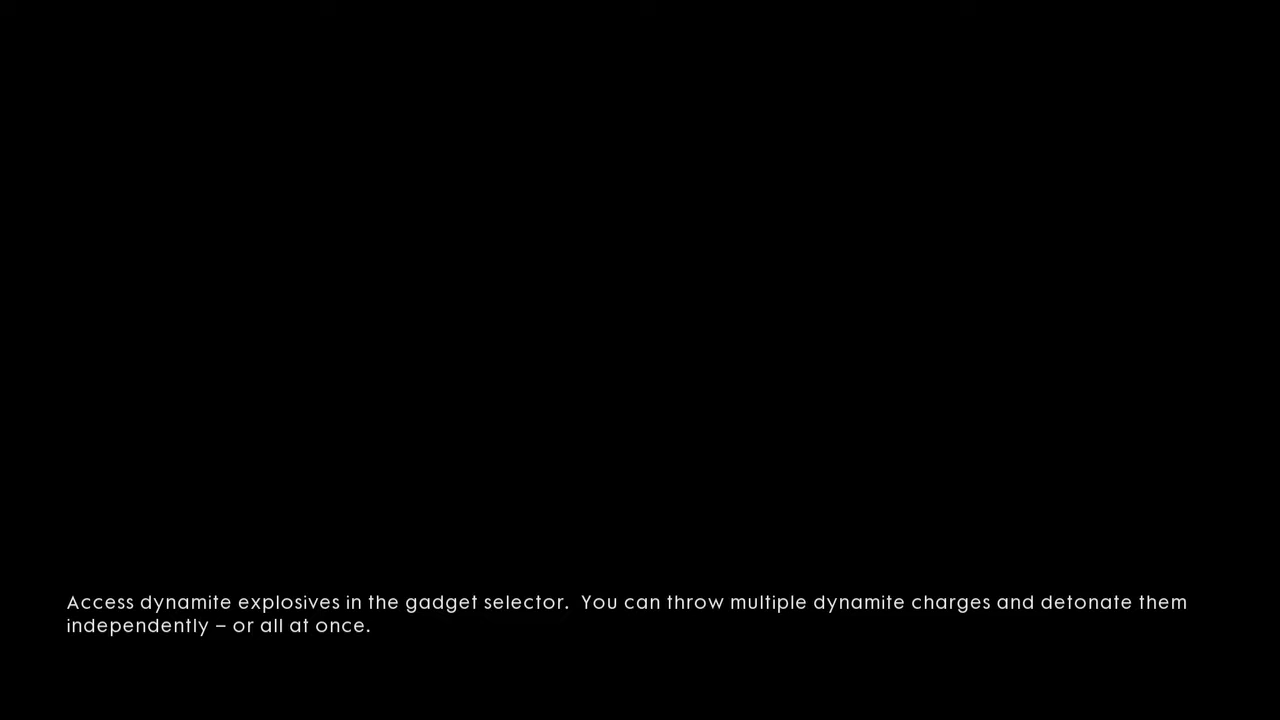 Access dynamite explosives in the gadget selector.  You can throw multiple dynamite charges and detonate them
independently – or all at once.